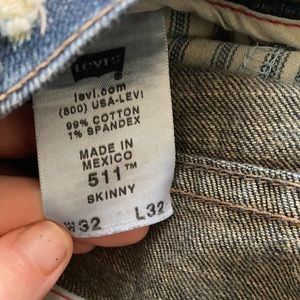 Levi's
levi.com
(800) USA-LEVI
99% COTTON
1% SPANDEX
MADE IN
MEXICO
511™
SKINNY
W32 L32